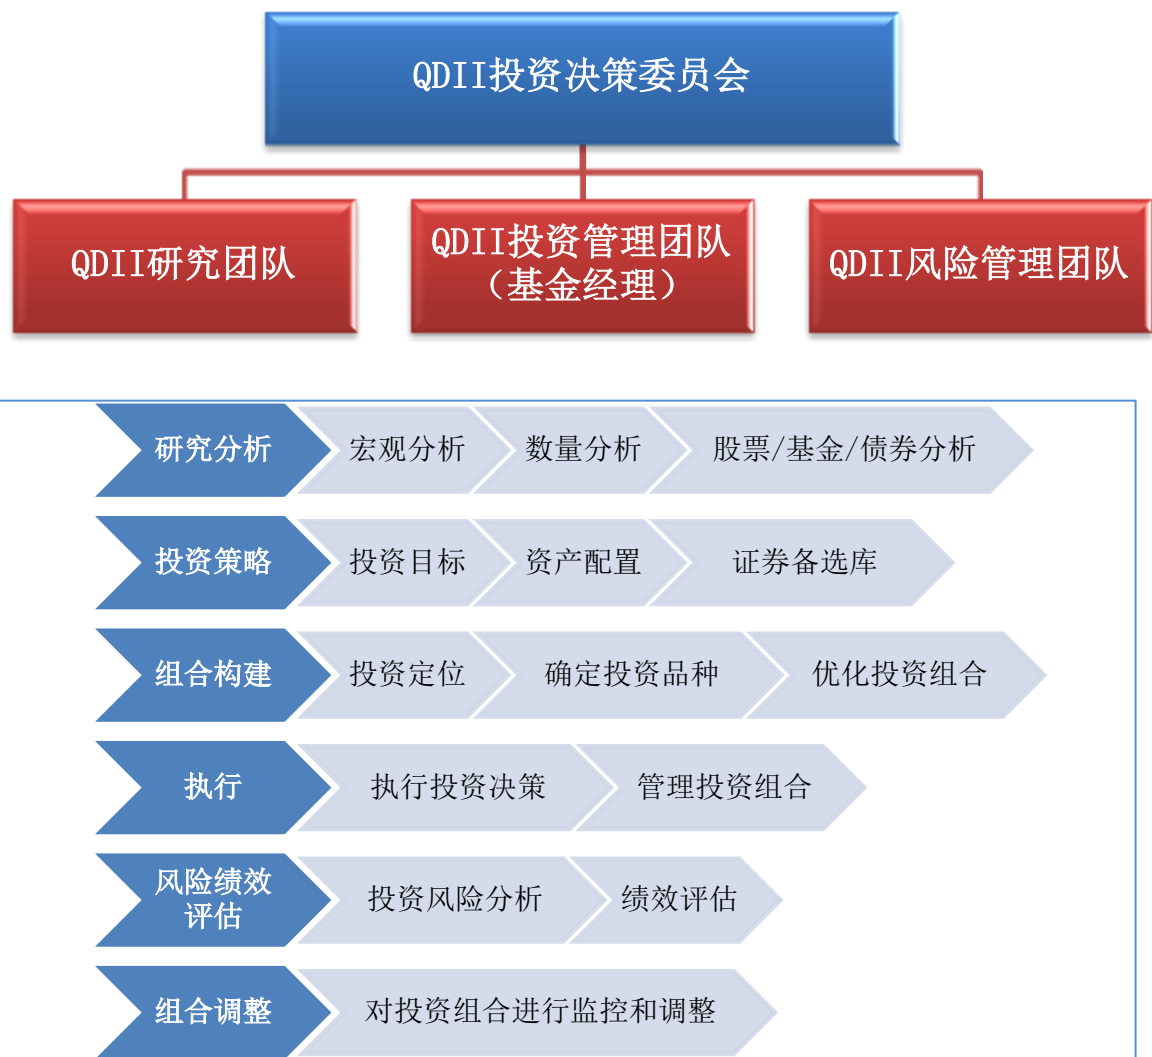 QDII投资决策委员会
QDII研究团队
QDII投资管理团队
（基金经理）
QDII风险管理团队
研究分析
宏观分析
数量分析
股票/基金/债券分析
投资策略
投资目标
资产配置
证券备选库
组合构建
投资定位
确定投资品种
优化投资组合
执行
执行投资决策
管理投资组合
风险绩效
评估
投资风险分析
绩效评估
组合调整
对投资组合进行监控和调整